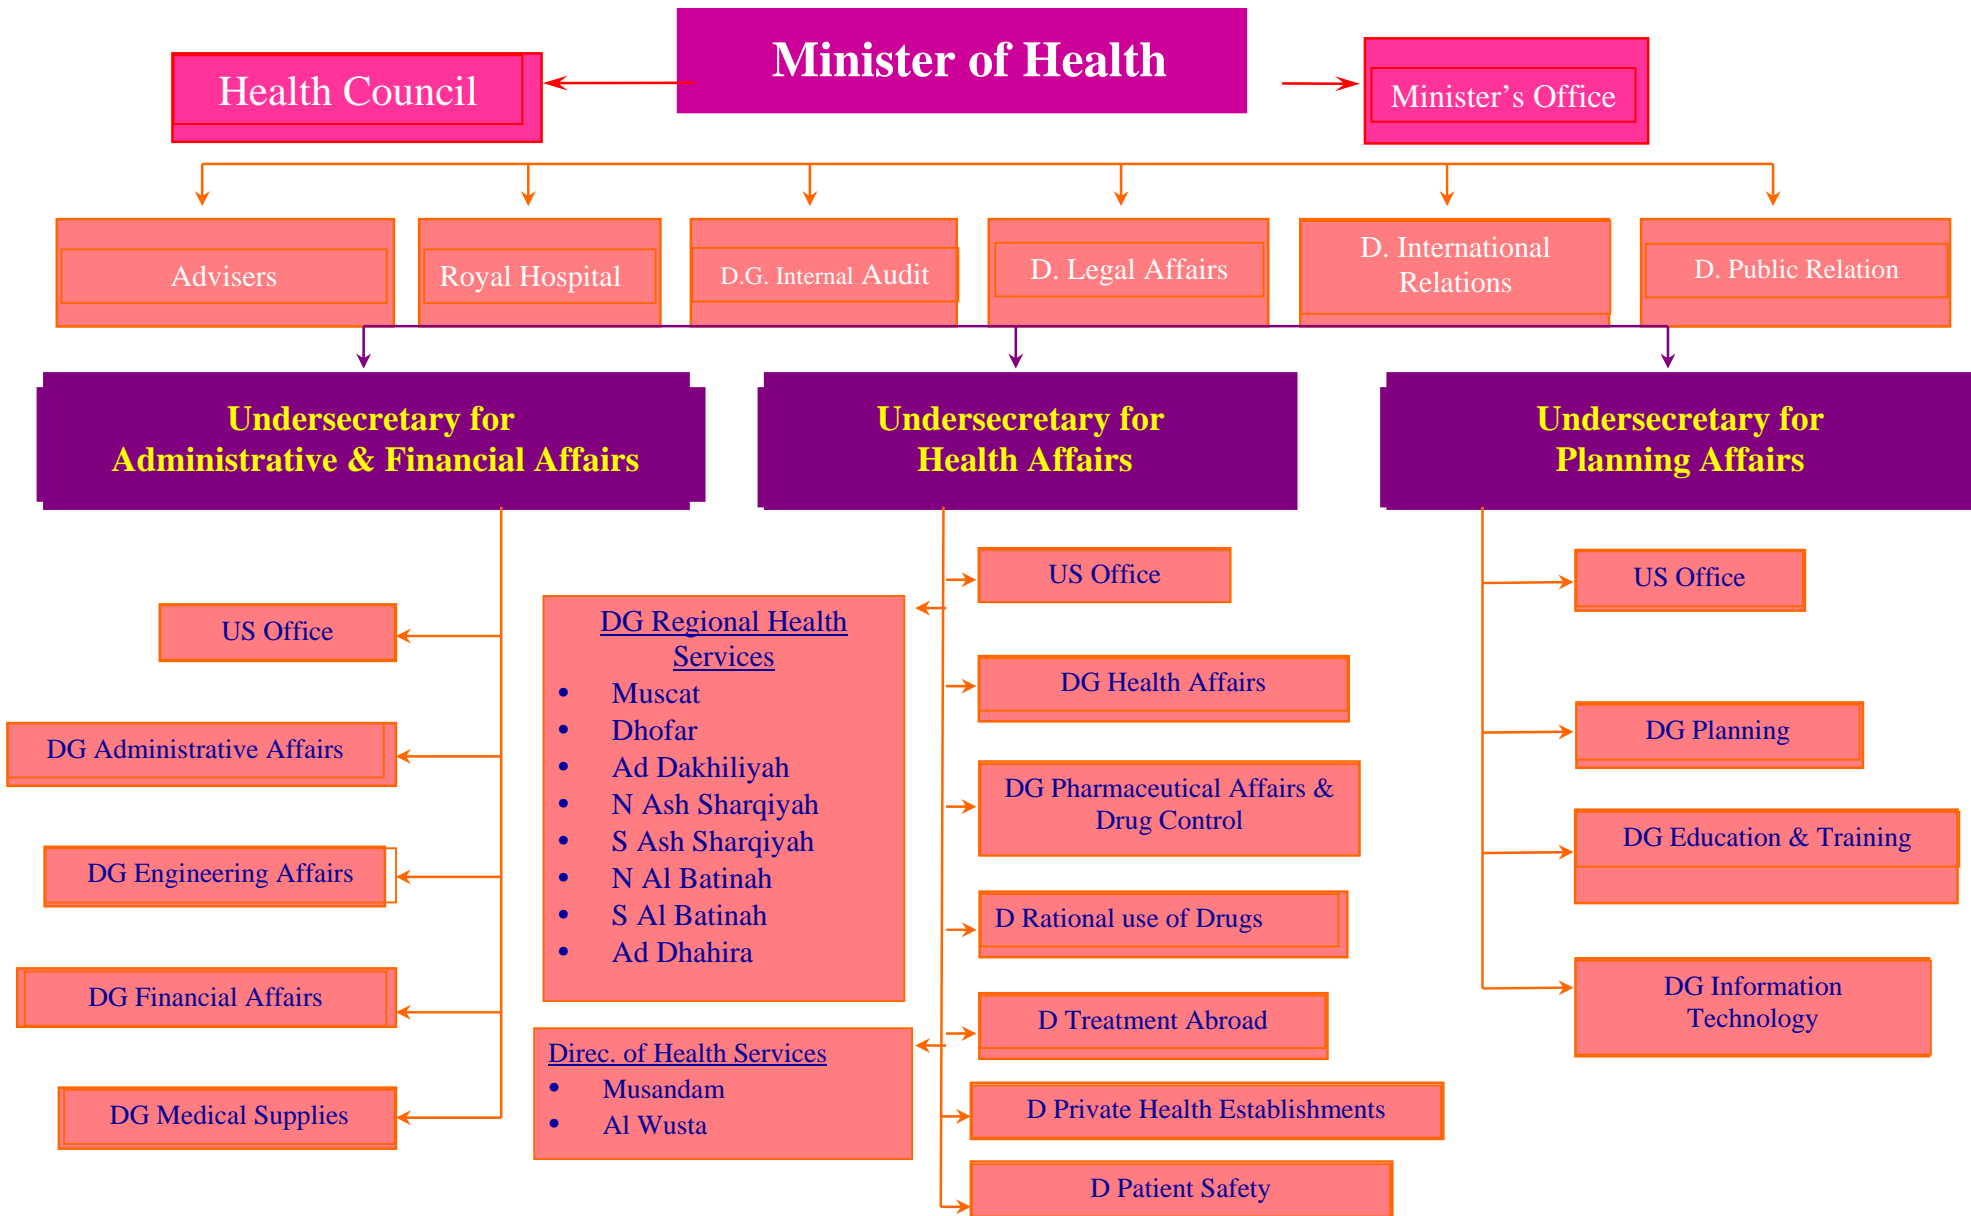 Minister of Health
Health Council
Minister’s Office
Advisers
Royal Hospital
D.G. Internal Audit
D. Legal Affairs
D. International
Relations
D. Public Relation
Undersecretary for
Administrative & Financial Affairs
Undersecretary for
Health Affairs
Undersecretary for
Planning Affairs
US Office
DG Administrative Affairs
DG Engineering Affairs
DG Financial Affairs
DG Medical Supplies
DG Regional Health
Services
• Muscat
• Dhofar
• Ad Dakhiliyah
• N Ash Sharqiyah
• S Ash Sharqiyah
• N Al Batinah
• S Al Batinah
• Ad Dhahira
Direc. of Health Services
• Musandam
• Al Wusta
US Office
DG Health Affairs
DG Pharmaceutical Affairs &
Drug Control
D Rational use of Drugs
D Treatment Abroad
D Private Health Establishments
D Patient Safety
US Office
DG Planning
DG Education & Training
DG Information
Technology